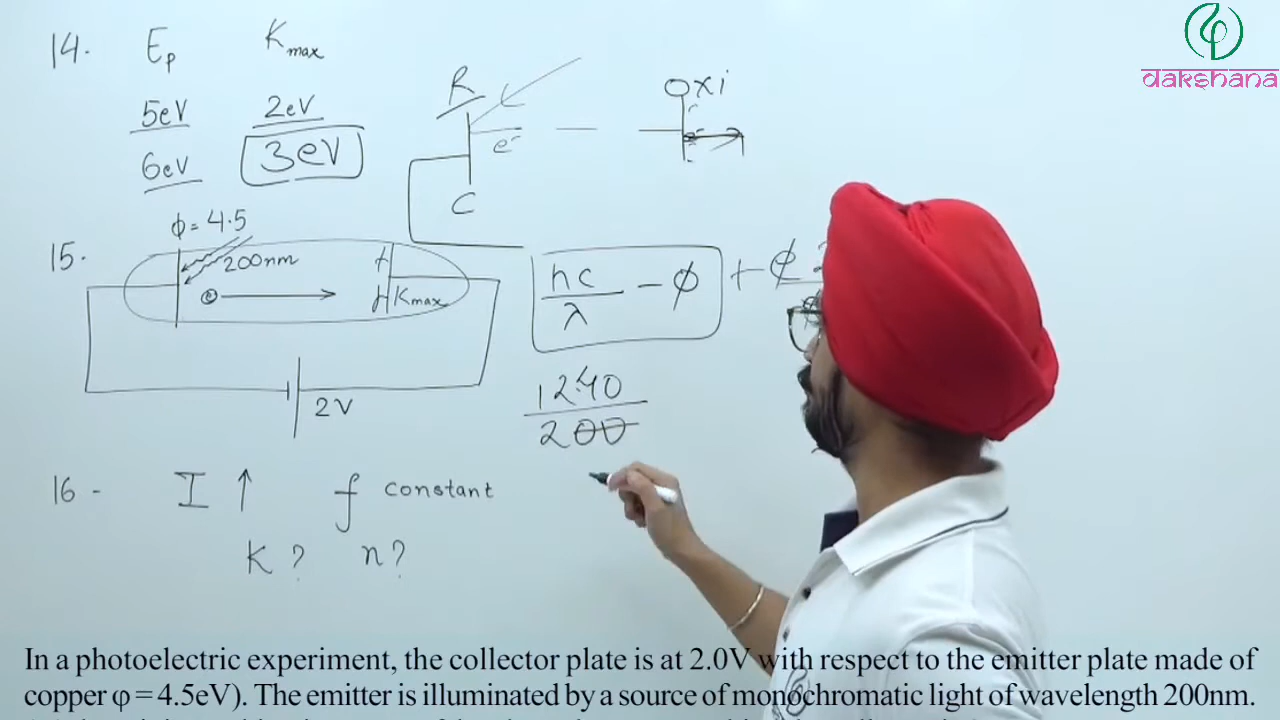 14. Ep Kmax
5eV 2eV
6eV 3eV
R
e⁻
C
OXi
e⁻
dakshana
15.
ϕ = 4.5
200nm
e
+
+
Kmax
2V
hc/λ - ϕ + ¢
1240/200
16 - I ↑ f constant
K ? n ?
In a photoelectric experiment, the collector plate is at 2.0V with respect to the emitter plate made of
copper φ = 4.5eV). The emitter is illuminated by a source of monochromatic light of wavelength 200nm.